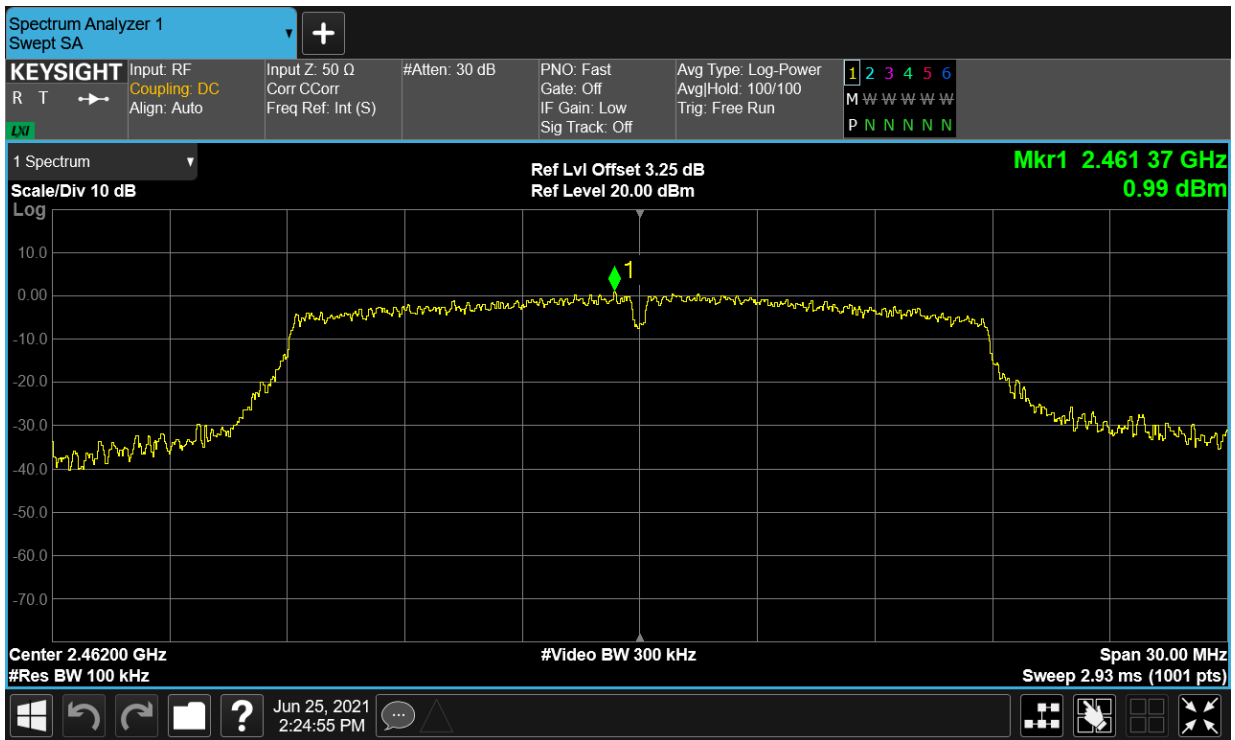 Spectrum Analyzer 1
Swept SA
KEYSIGHT
R T
LXI
Input: RF
Coupling: DC
Align: Auto
Input Z: 50 Ω
Corr CCorr
Freq Ref: Int (S)
#Atten: 30 dB
PNO: Fast
Gate: Off
IF Gain: Low
Sig Track: Off
Avg Type: Log-Power
Avg|Hold: 100/100
Trig: Free Run
1 2 3 4 5 6
M W W W W W
P N N N N N
1 Spectrum
Scale/Div 10 dB
Log
Ref Lvl Offset 3.25 dB
Ref Level 20.00 dBm
Mkr1 2.461 37 GHz
0.99 dBm
10.0
0.00
-10.0
-20.0
-30.0
-40.0
-50.0
-60.0
-70.0
1
Center 2.46200 GHz
#Res BW 100 kHz
#Video BW 300 kHz
Span 30.00 MHz
Sweep 2.93 ms (1001 pts)
?
Jun 25, 2021
2:24:55 PM